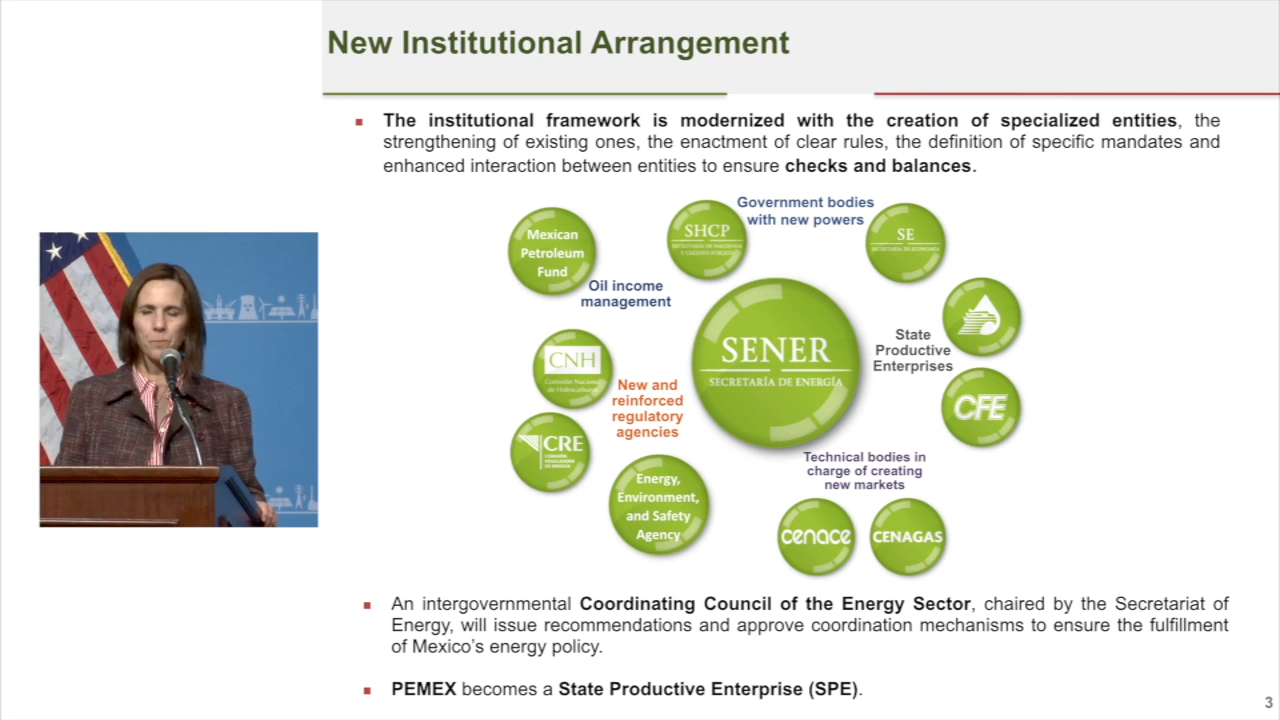 New Institutional Arrangement
The institutional framework is modernized with the creation of specialized entities, the
strengthening of existing ones, the enactment of clear rules, the definition of specific mandates and
enhanced interaction between entities to ensure checks and balances.
Government bodies
with new powers
Mexican
Petroleum
Fund
SHCP
SECRETARÍA DE HACIENDA
Y CRÉDITO PÚBLICO
SE
SECRETARÍA DE ECONOMÍA
Oil income
management
SENER
SECRETARÍA DE ENERGÍA
State
Productive
Enterprises
CNH
Comisión Nacional
de Hidrocarburos
New and
reinforced
regulatory
agencies
CFE
CRE
COMISIÓN
REGULADORA
DE ENERGÍA
Energy,
Environment,
and Safety
Agency
Technical bodies in
charge of creating
new markets
cenace
CENAGAS
An intergovernmental Coordinating Council of the Energy Sector, chaired by the Secretariat of
Energy, will issue recommendations and approve coordination mechanisms to ensure the fulfillment
of Mexico’s energy policy.
PEMEX becomes a State Productive Enterprise (SPE).
3